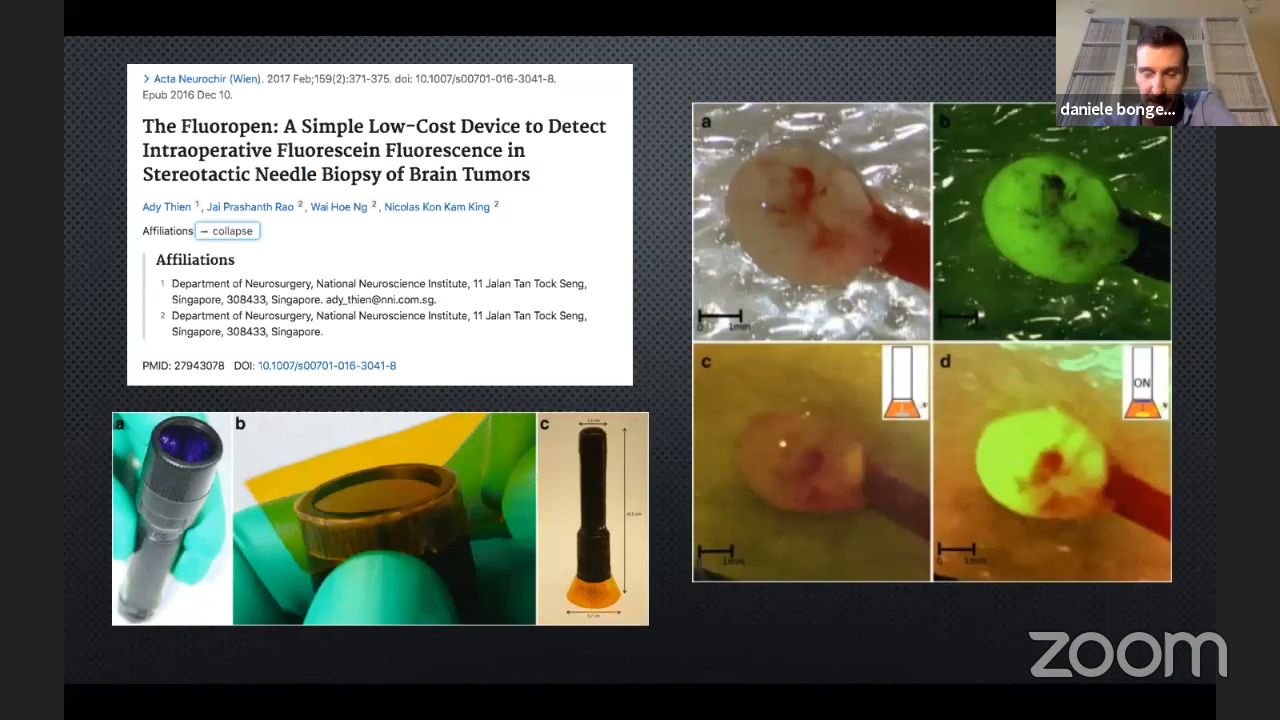 > Acta Neurochir (Wien). 2017 Feb;159(2):371-375. doi: 10.1007/s00701-016-3041-8.
Epub 2016 Dec 10.
The Fluoropen: A Simple Low-Cost Device to Detect
Intraoperative Fluorescein Fluorescence in
Stereotactic Needle Biopsy of Brain Tumors
Ady Thien 1, Jai Prashanth Rao 2, Wai Hoe Ng 2, Nicolas Kon Kam King 2
Affiliations — collapse
Affiliations
1 Department of Neurosurgery, National Neuroscience Institute, 11 Jalan Tan Tock Seng,
Singapore, 308433, Singapore. ady_thien@nni.com.sg.
2 Department of Neurosurgery, National Neuroscience Institute, 11 Jalan Tan Tock Seng,
Singapore, 308433, Singapore.
PMID: 27943078 DOI: 10.1007/s00701-016-3041-8
a
b
c
a
0 1mm
b
0 1mm
c
0 1mm
d
ON
0 1mm
daniele bonge...
zoom